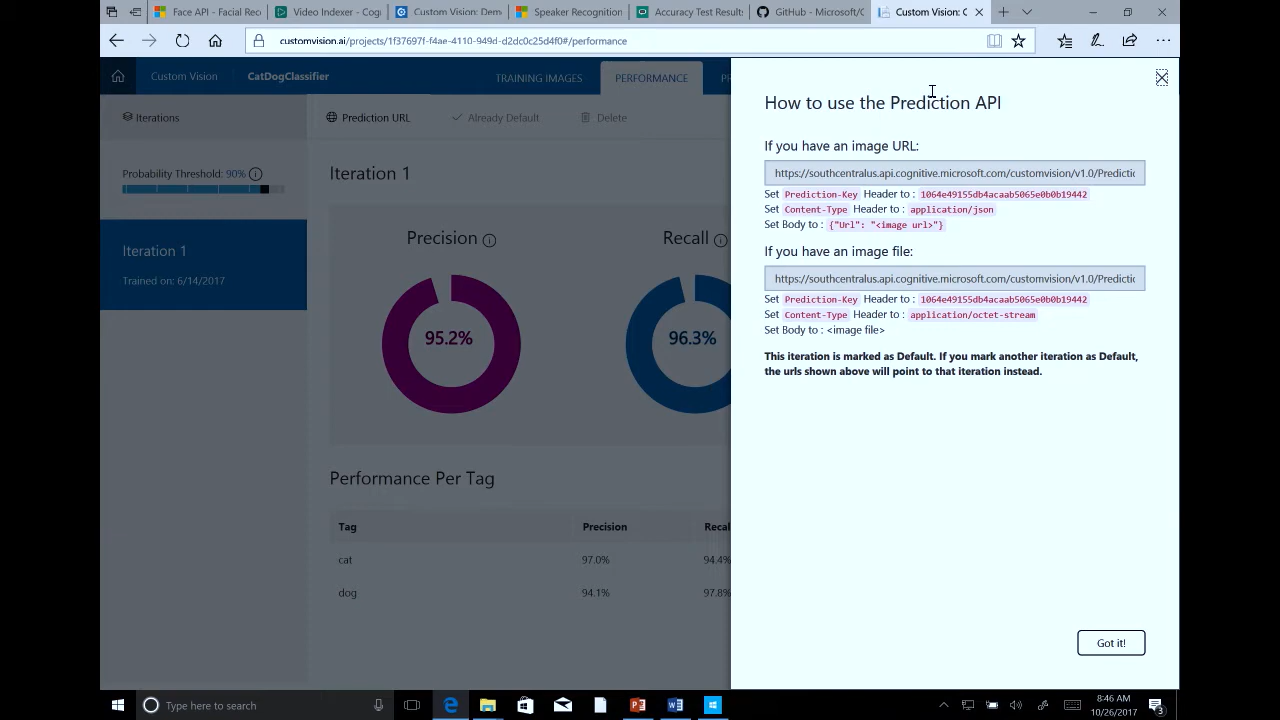 Face API - Facial Rec
Video Indexer - Cog
Custom Vision: Dem
Speaker Recognition
Accuracy Test Results
GitHub - Microsoft/C
Custom Vision: C
customvision.ai/projects/1f37697f-f4ae-4110-949d-d2dc0c25d4f0#/performance
Custom Vision
CatDogClassifier
TRAINING IMAGES
PERFORMANCE
PR
Iterations
Prediction URL
Already Default
Delete
Probability Threshold: 90%
Iteration 1
Trained on: 6/14/2017
Iteration 1
Precision
Recall
95.2%
96.3%
Performance Per Tag
Tag Precision Recal
cat 97.0% 94.4%
dog 94.1% 97.8%
How to use the Prediction API
If you have an image URL:
https://southcentralus.api.cognitive.microsoft.com/customvision/v1.0/Predictic
Set Prediction-Key Header to : 1064e49155db4acaab5065e0b0b19442
Set Content-Type Header to : application/json
Set Body to : {"Url": "<image url>"}
If you have an image file:
https://southcentralus.api.cognitive.microsoft.com/customvision/v1.0/Predictic
Set Prediction-Key Header to : 1064e49155db4acaab5065e0b0b19442
Set Content-Type Header to : application/octet-stream
Set Body to : <image file>
This iteration is marked as Default. If you mark another iteration as Default,
the urls shown above will point to that iteration instead.
Got it!
Type here to search
8:46 AM
10/26/2017
3